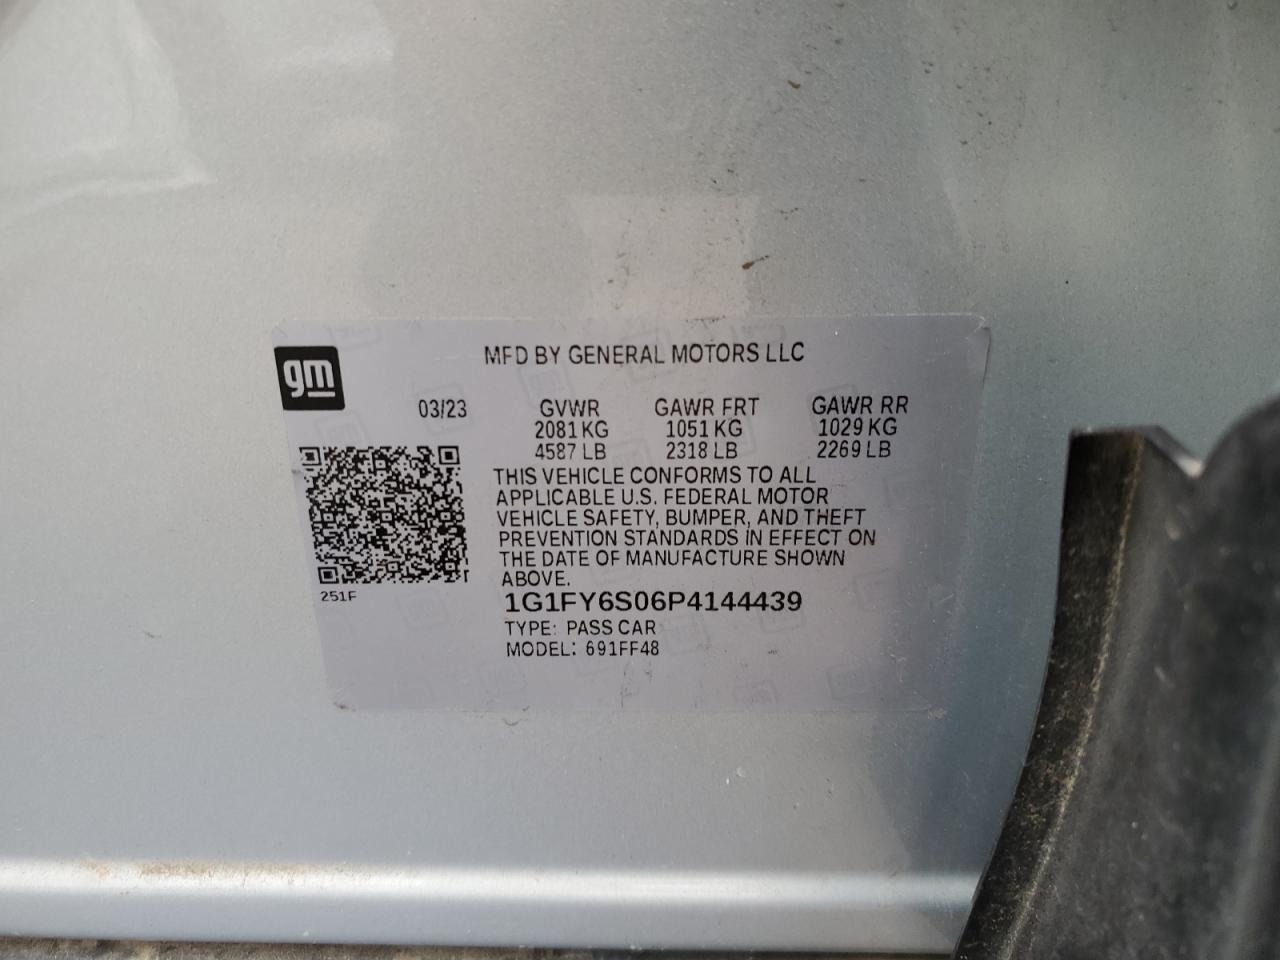 gm
MFD BY GENERAL MOTORS LLC
03/23 GVWR GAWR FRT GAWR RR
2081 KG 1051 KG 1029 KG
4587 LB 2318 LB 2269 LB
THIS VEHICLE CONFORMS TO ALL
APPLICABLE U.S. FEDERAL MOTOR
VEHICLE SAFETY, BUMPER, AND THEFT
PREVENTION STANDARDS IN EFFECT ON
THE DATE OF MANUFACTURE SHOWN
ABOVE.
251F
1G1FY6S06P4144439
TYPE: PASS CAR
MODEL: 691FF48